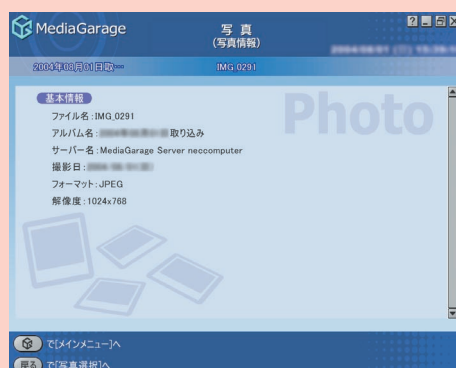 MediaGarage
写真
(写真情報)
2004年08月01日取…
IMG_0291
基本情報
Photo
ファイル名:IMG_0291
アルバム名: 取り込み
サーバー名:MediaGarage Server neccomputer
撮影日:
フォーマット:JPEG
解像度:1024x768
で[メインメニュー]へ
戻る で[写真選択]へ